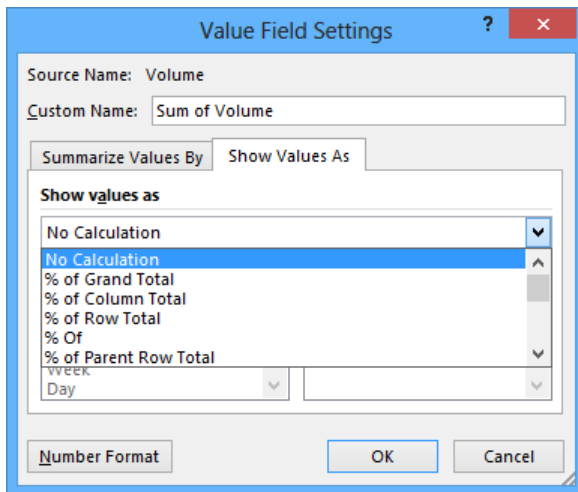 Value Field Settings
?
Source Name: Volume
Custom Name: Sum of Volume
Summarize Values By
Show Values As
Show values as
No Calculation
No Calculation
% of Grand Total
% of Column Total
% of Row Total
% Of
% of Parent Row Total
Week
Day
Number Format
OK
Cancel